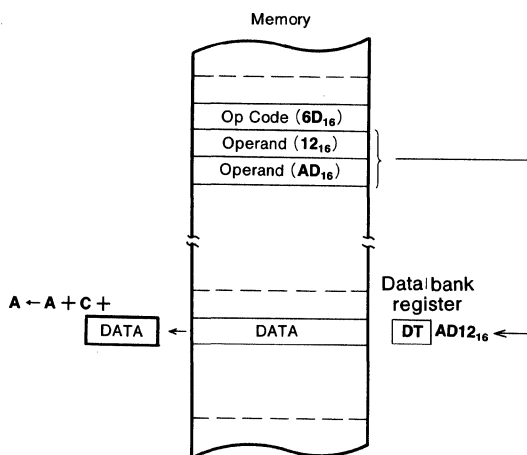 Memory
Op Code (6D₁₆)
Operand (12₁₆)
Operand (AD₁₆)
A ← A + C +
DATA ←
DATA
Data bank
register
DT AD12₁₆